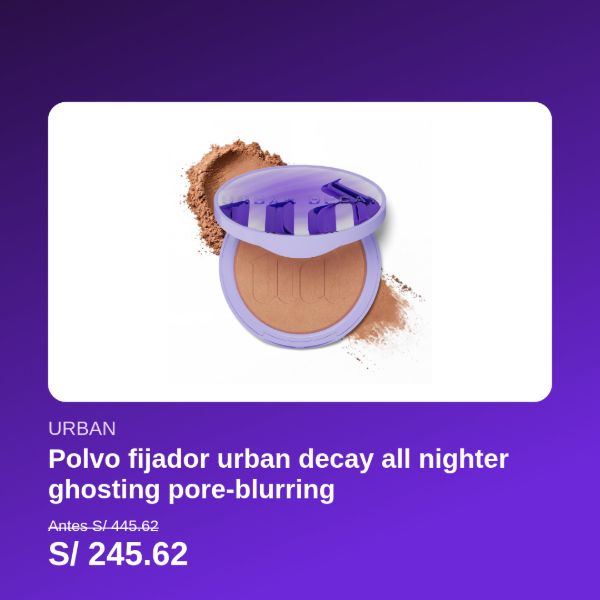 URBAN
Polvo fijador urban decay all nighter
ghosting pore-blurring
Antes S/ 445.62
S/ 245.62